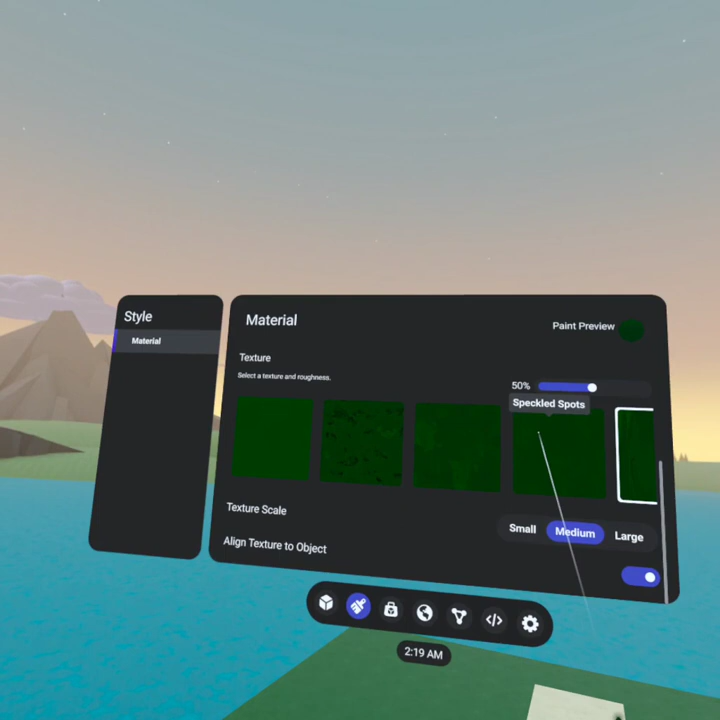 Style
Material
Material
Paint Preview
Texture
Select a texture and roughness.
50%
Speckled Spots
Texture Scale
Small
Medium
Large
Align Texture to Object
2:19 AM